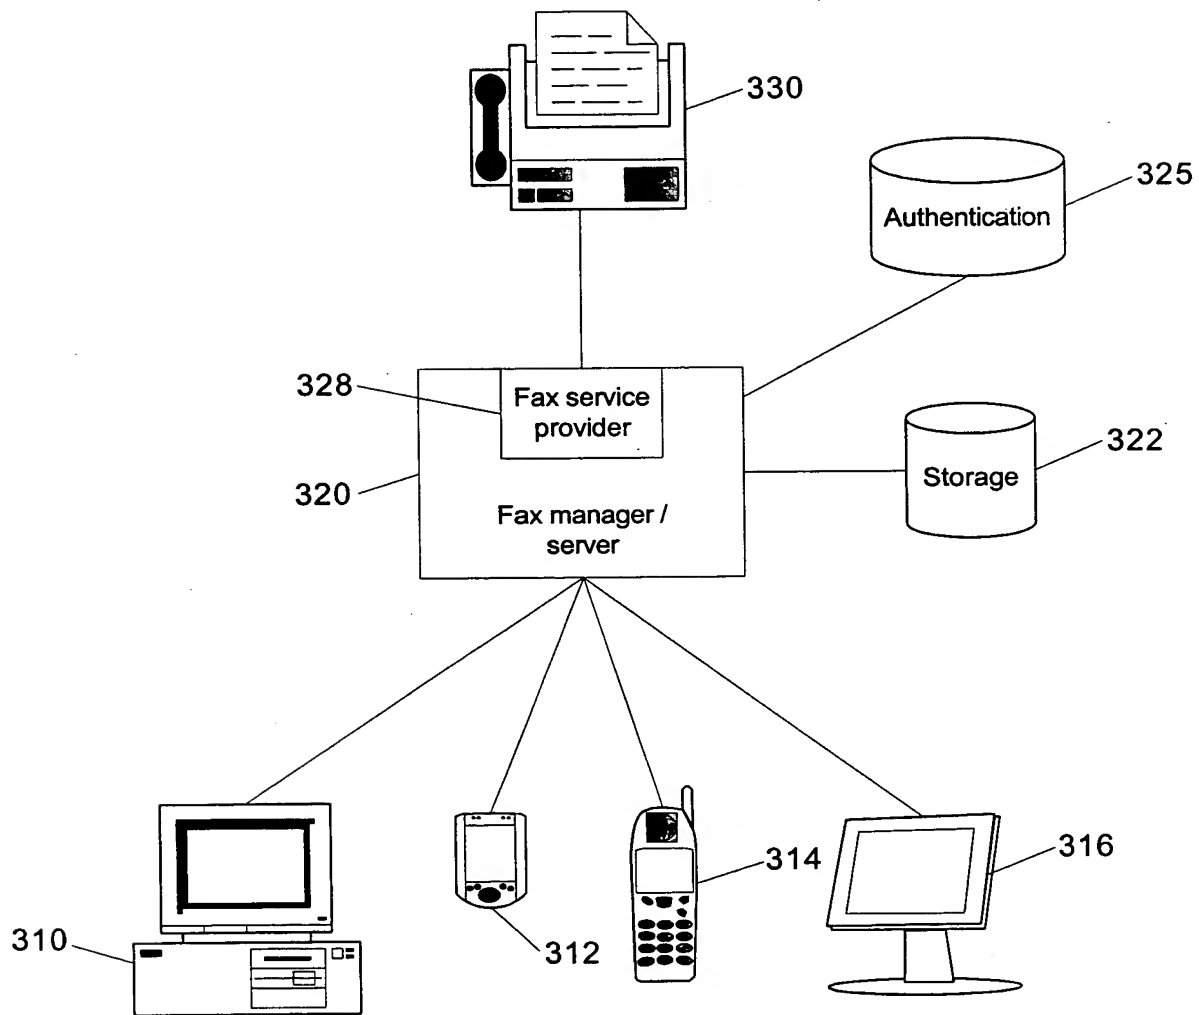 330
325
Authentication
328
Fax service
provider
322
Storage
320
Fax manager /
server
314
316
310
312